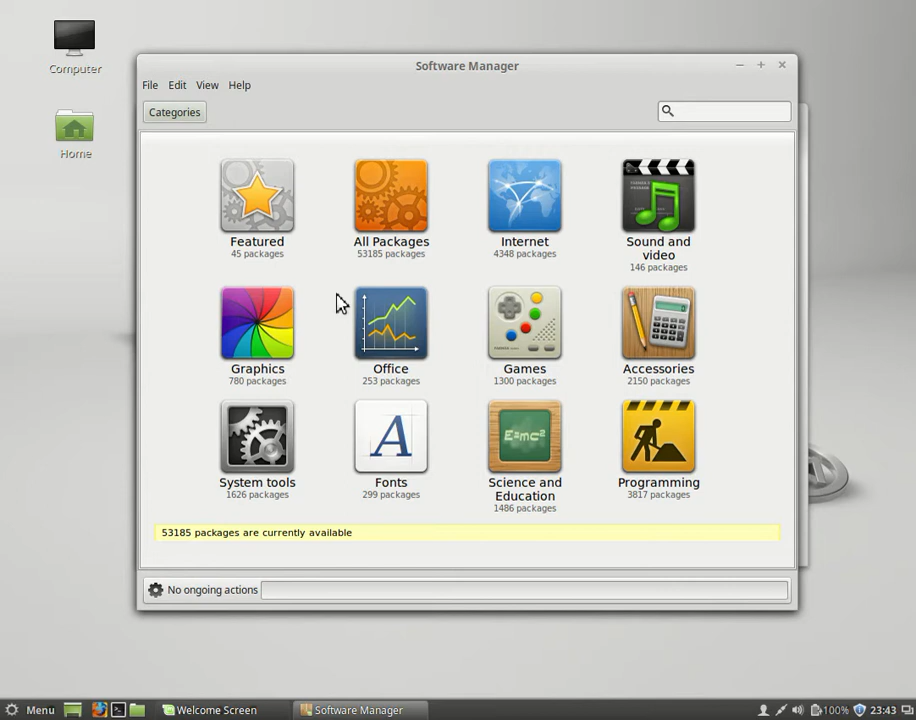 Computer
Home
Software Manager
File Edit View Help
Categories
Featured
45 packages
All Packages
53185 packages
Internet
4348 packages
Sound and
video
146 packages
Graphics
780 packages
Office
253 packages
Games
1300 packages
Accessories
2150 packages
System tools
1626 packages
A
Fonts
299 packages
E=mc²
Science and
Education
1486 packages
Programming
3817 packages
53185 packages are currently available
No ongoing actions
Menu Welcome Screen Software Manager 100% 23:43